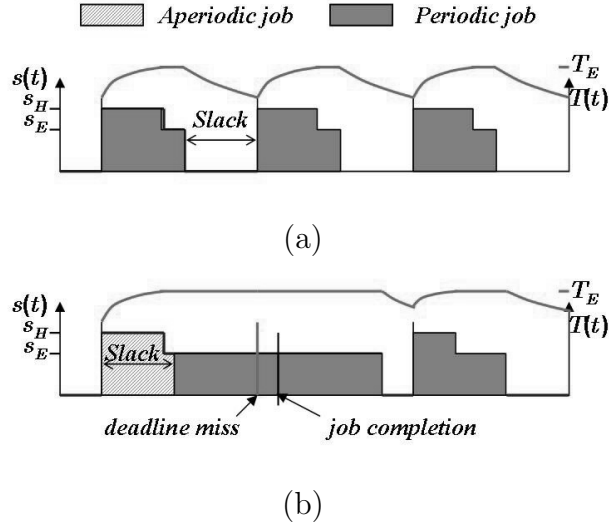 Aperiodic job
Periodic job
s(t)
s_H
s_E
Slack
T_E
T(t)
(a)
s(t)
s_H
s_E
Slack
T_E
T(t)
deadline miss
job completion
(b)